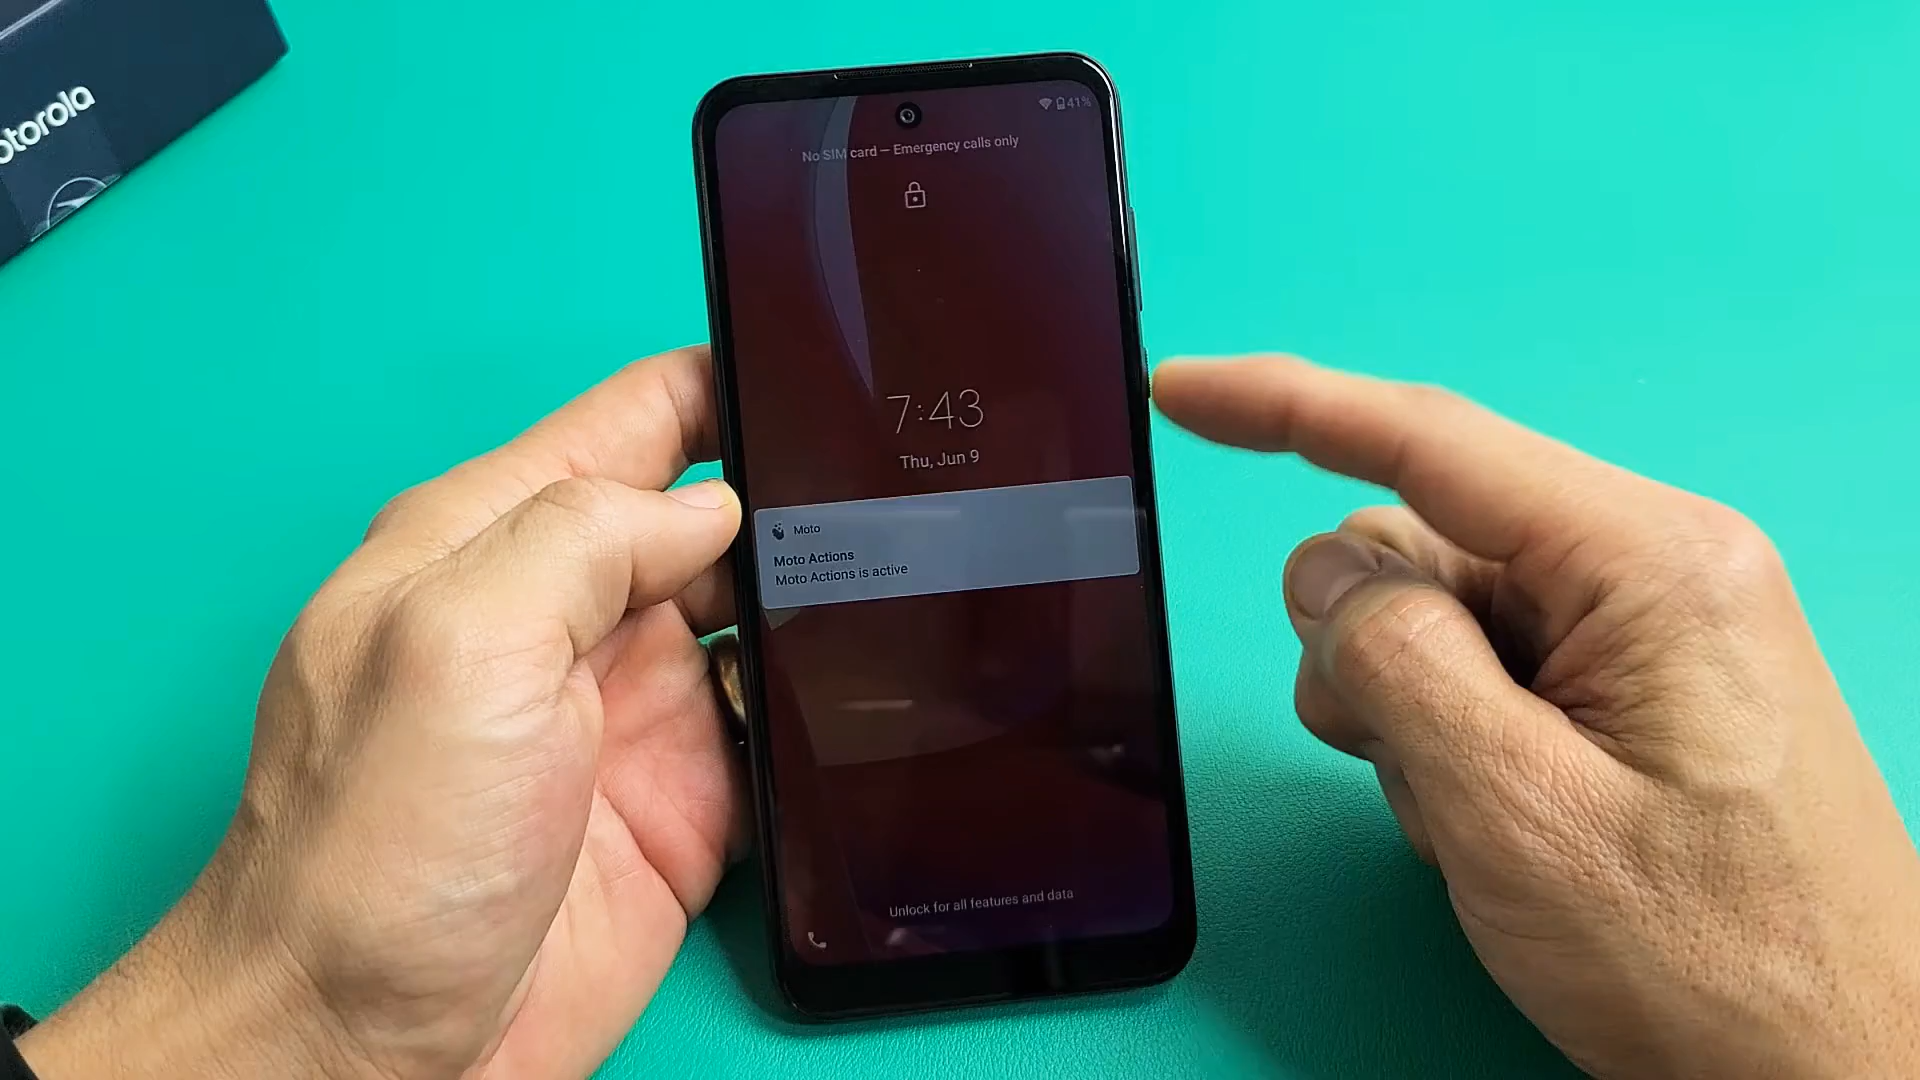 otorola
41%
No SIM card — Emergency calls only
7:43
Thu, Jun 9
Moto
Moto Actions
Moto Actions is active
Unlock for all features and data